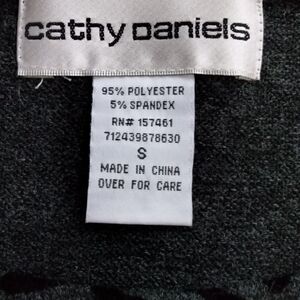 cathy Daniels
95% POLYESTER
5% SPANDEX
RN# 157461
712439878630
S
MADE IN CHINA
OVER FOR CARE